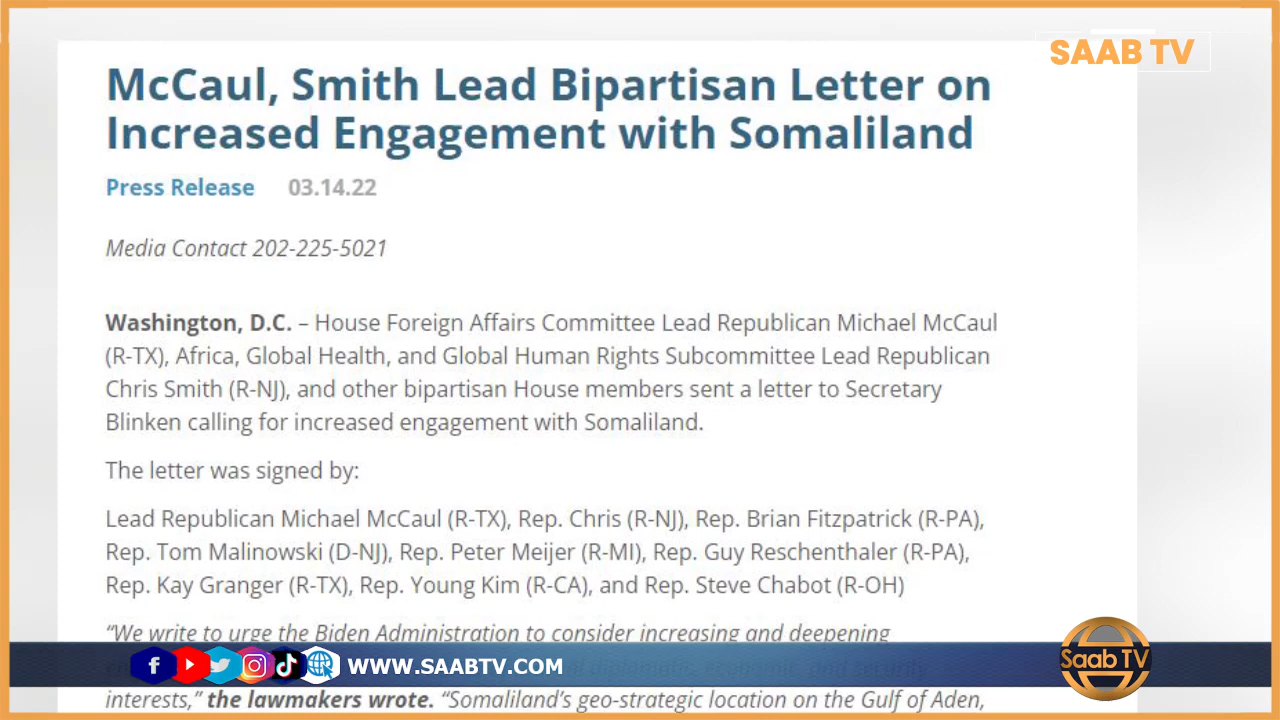 SAAB TV
McCaul, Smith Lead Bipartisan Letter on
Increased Engagement with Somaliland
Press Release 03.14.22
Media Contact 202-225-5021
Washington, D.C. – House Foreign Affairs Committee Lead Republican Michael McCaul
(R-TX), Africa, Global Health, and Global Human Rights Subcommittee Lead Republican
Chris Smith (R-NJ), and other bipartisan House members sent a letter to Secretary
Blinken calling for increased engagement with Somaliland.
The letter was signed by:
Lead Republican Michael McCaul (R-TX), Rep. Chris (R-NJ), Rep. Brian Fitzpatrick (R-PA),
Rep. Tom Malinowski (D-NJ), Rep. Peter Meijer (R-MI), Rep. Guy Reschenthaler (R-PA),
Rep. Kay Granger (R-TX), Rep. Young Kim (R-CA), and Rep. Steve Chabot (R-OH)
“We write to urge the Biden Administration to consider increasing and deepening
WWW.SAABTV.COM
Saab TV
interests,” the lawmakers wrote. “Somaliland’s geo-strategic location on the Gulf of Aden,